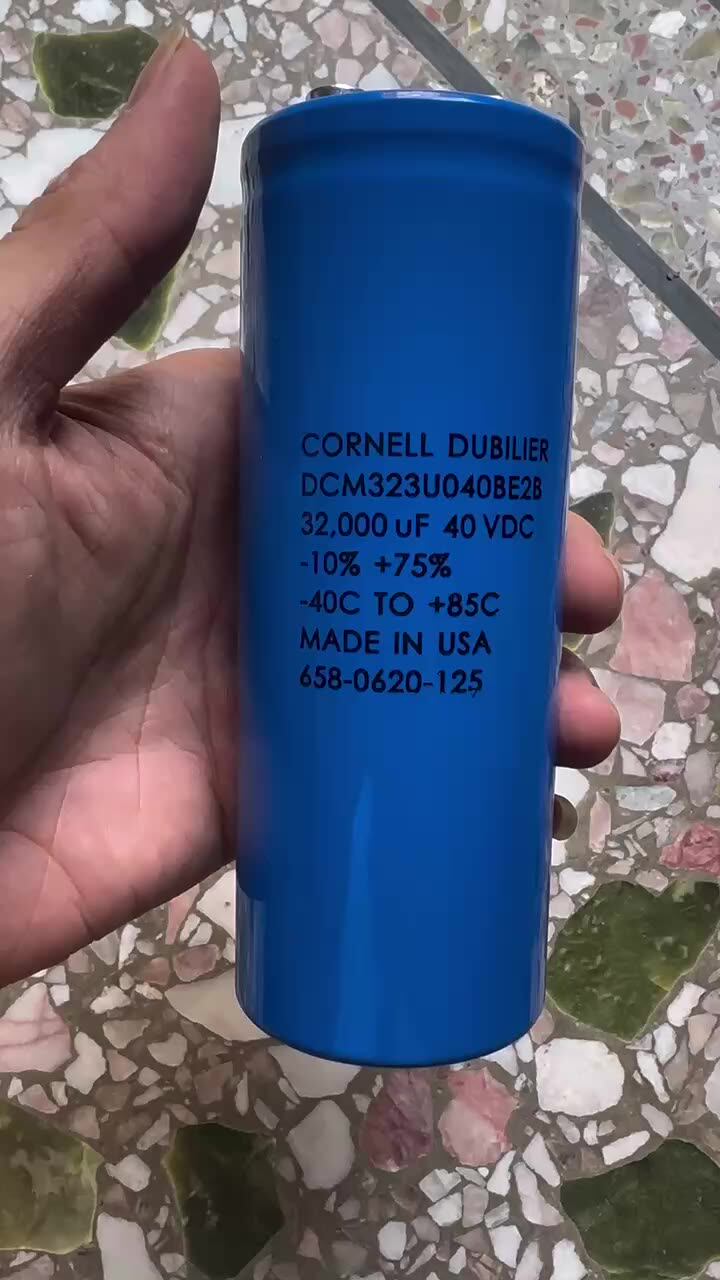 CORNELL DUBILIER
DCM323U040BE2B
32,000 uF 40 VDC
-10% +75%
-40C TO +85C
MADE IN USA
658-0620-125